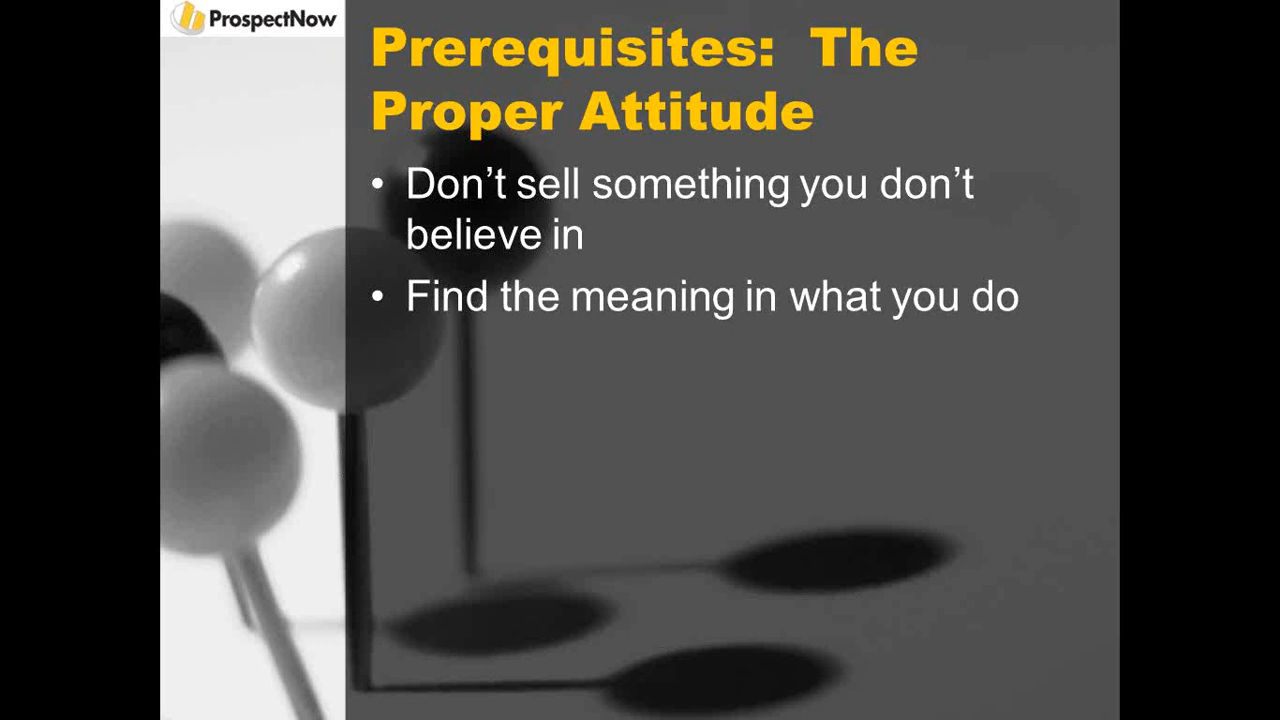 ProspectNow
Prerequisites:  The
Proper Attitude
• Don’t sell something you don’t
believe in
• Find the meaning in what you do